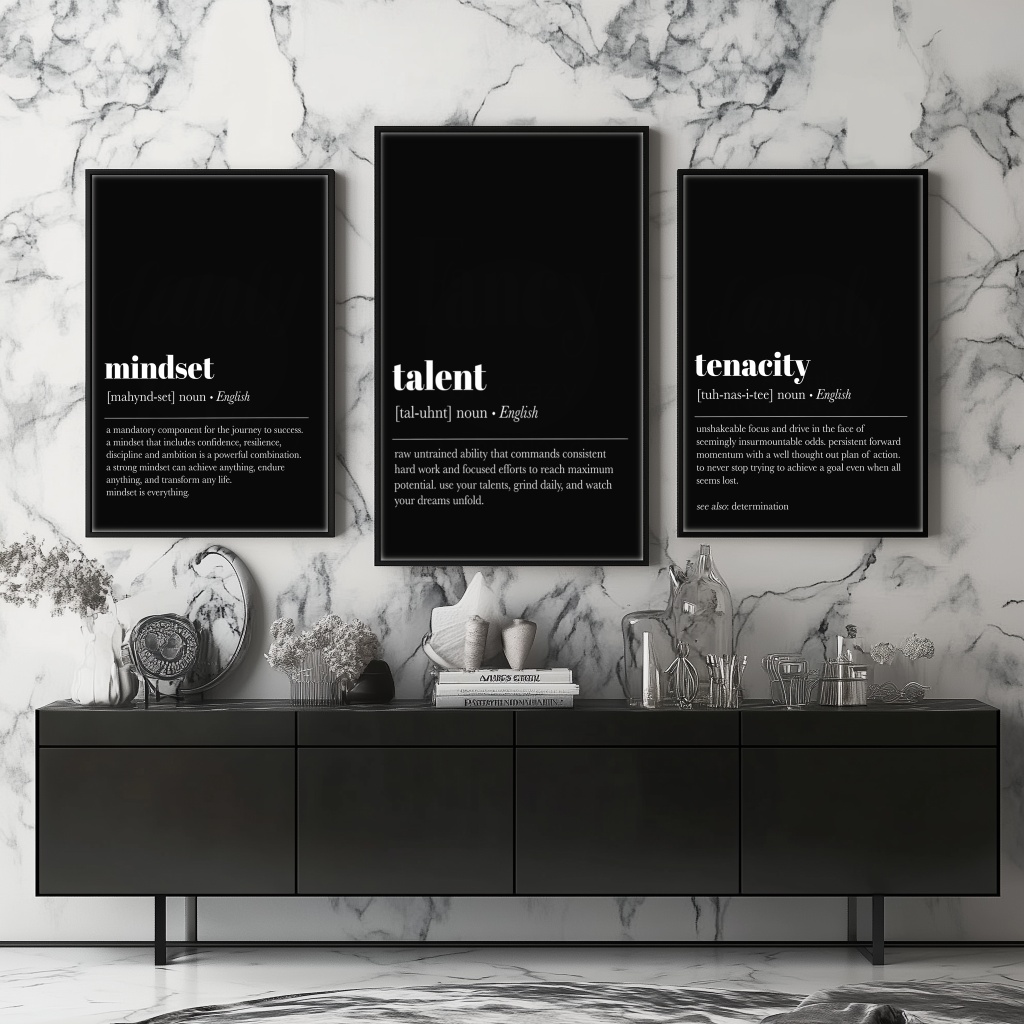 mindset
[mahynd-set] noun • English
a mandatory component for the journey to success.
a mindset that includes confidence, resilience,
discipline and ambition is a powerful combination.
a strong mindset can achieve anything, endure
anything, and transform any life.
mindset is everything.
talent
[tal-uhnt] noun • English
raw untrained ability that commands consistent
hard work and focused efforts to reach maximum
potential. use your talents, grind daily, and watch
your dreams unfold.
tenacity
[tuh-nas-i-tee] noun • English
unshakeable focus and drive in the face of
seemingly insurmountable odds. persistent forward
momentum with a well thought out plan of action.
to never stop trying to achieve a goal even when all
seems lost.
see also: determination